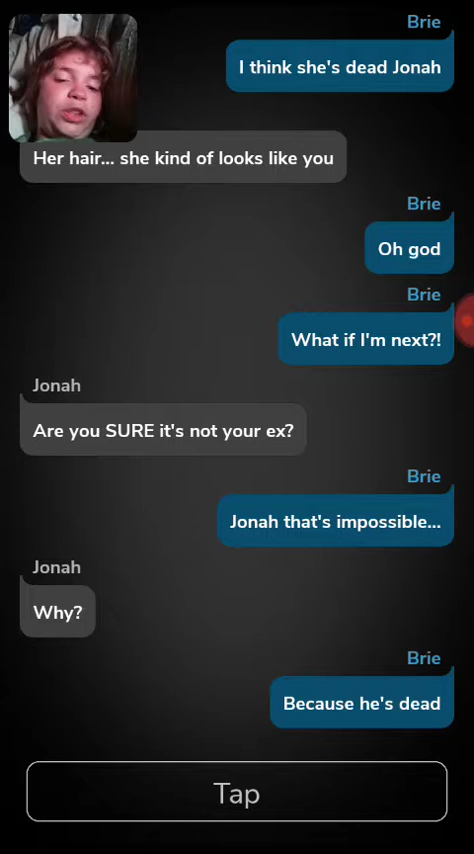 Brie
I think she's dead Jonah
Her hair... she kind of looks like you
Brie
Oh god
Brie
What if I'm next?!
Jonah
Are you SURE it's not your ex?
Brie
Jonah that's impossible...
Jonah
Why?
Brie
Because he's dead
Tap